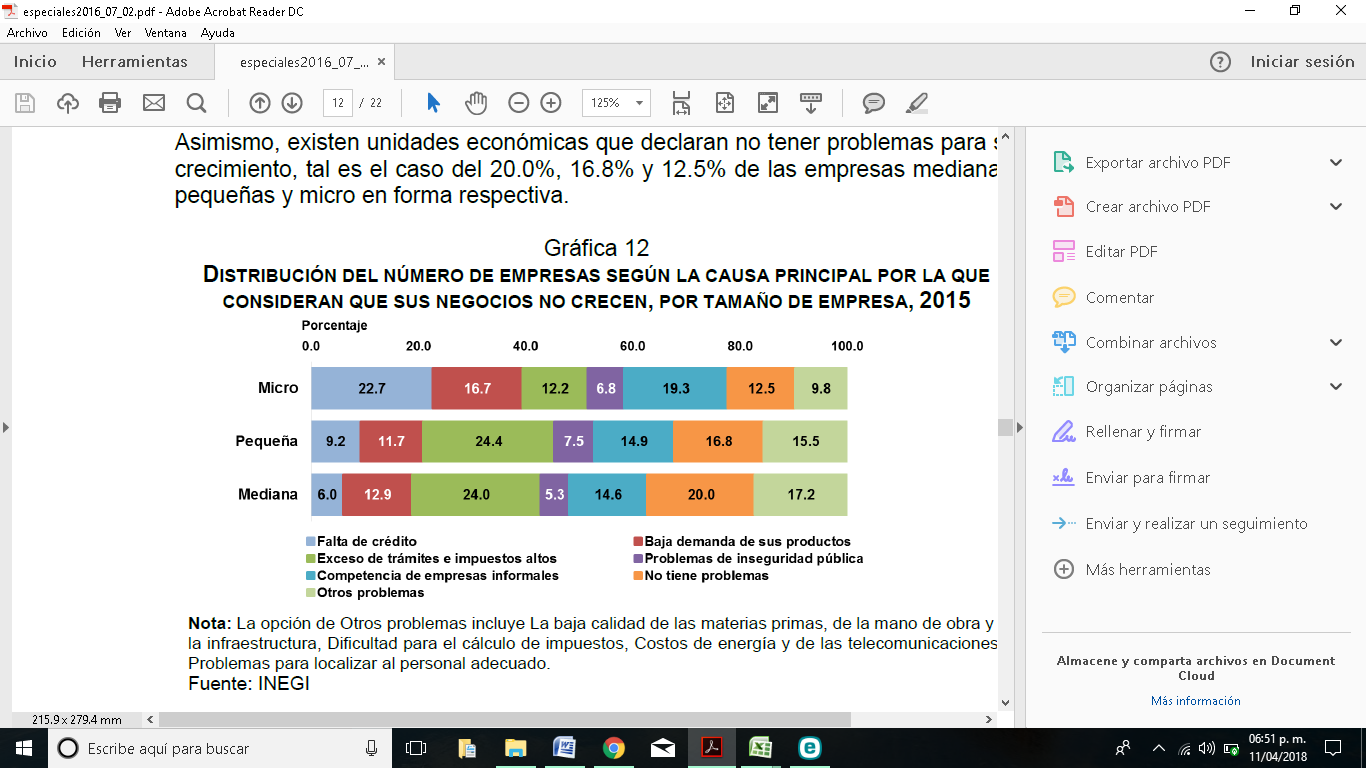 especiales2016_07_02.pdf - Adobe Acrobat Reader DC
Archivo Edición Ver Ventana Ayuda
Inicio Herramientas especiales2016_07_... × Iniciar sesión
12 / 22 125%
Asimismo, existen unidades económicas que declaran no tener problemas para s
crecimiento, tal es el caso del 20.0%, 16.8% y 12.5% de las empresas mediana
pequeñas y micro en forma respectiva.
Gráfica 12
DISTRIBUCIÓN DEL NÚMERO DE EMPRESAS SEGÚN LA CAUSA PRINCIPAL POR LA QUE
CONSIDERAN QUE SUS NEGOCIOS NO CRECEN, POR TAMAÑO DE EMPRESA, 2015
Porcentaje
0.0 20.0 40.0 60.0 80.0 100.0
Micro 22.7 16.7 12.2 6.8 19.3 12.5 9.8
Pequeña 9.2 11.7 24.4 7.5 14.9 16.8 15.5
Mediana 6.0 12.9 24.0 5.3 14.6 20.0 17.2
Falta de crédito Baja demanda de sus productos
Exceso de trámites e impuestos altos Problemas de inseguridad pública
Competencia de empresas informales No tiene problemas
Otros problemas
Nota: La opción de Otros problemas incluye La baja calidad de las materias primas, de la mano de obra y
la infraestructura, Dificultad para el cálculo de impuestos, Costos de energía y de las telecomunicaciones
Problemas para localizar al personal adecuado.
Fuente: INEGI
215.9 x 279.4 mm
Exportar archivo PDF
Crear archivo PDF
Editar PDF
Comentar
Combinar archivos
Organizar páginas
Rellenar y firmar
Enviar para firmar
Enviar y realizar un seguimiento
Más herramientas
Almacene y comparta archivos en Document
Cloud
Más información
Escribe aquí para buscar
06:51 p. m.
11/04/2018